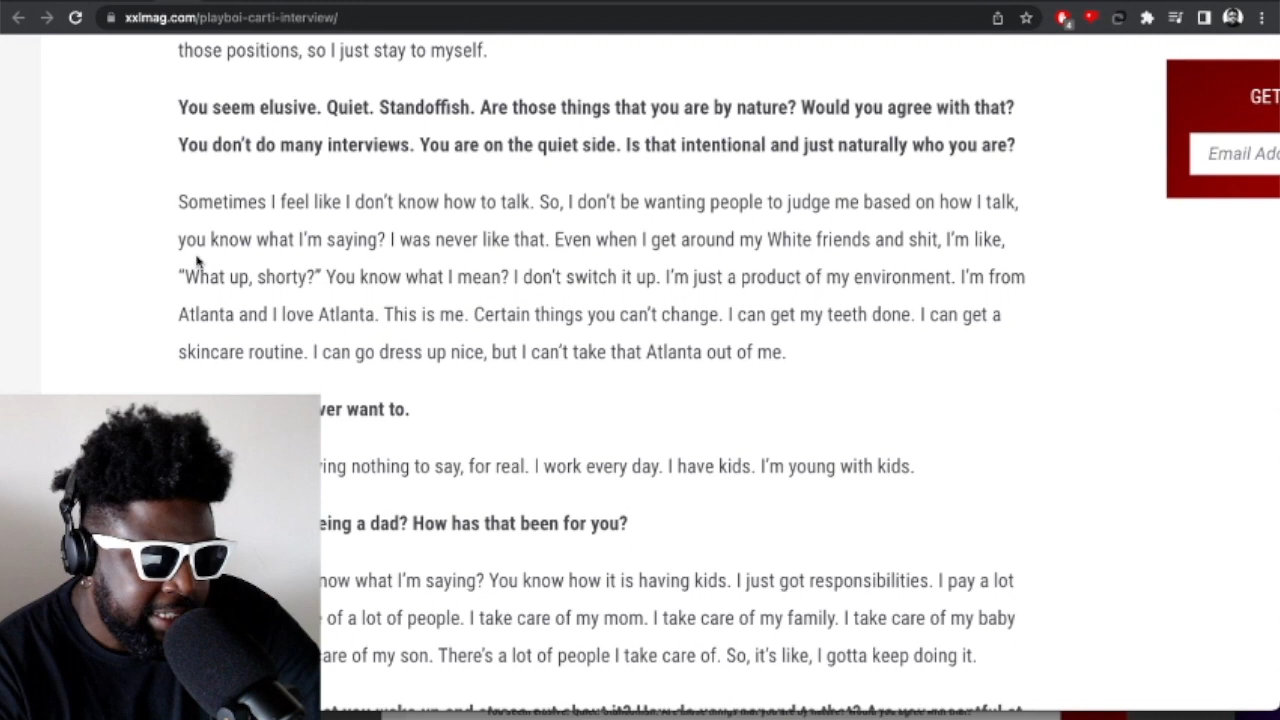 xxlmag.com/playboi-carti-interview/
4
those positions, so I just stay to myself.
GET
You seem elusive. Quiet. Standoffish. Are those things that you are by nature? Would you agree with that?
You don't do many interviews. You are on the quiet side. Is that intentional and just naturally who you are?
Email Add
Sometimes I feel like I don't know how to talk. So, I don't be wanting people to judge me based on how I talk,
you know what I'm saying? I was never like that. Even when I get around my White friends and shit, I'm like,
“What up, shorty?” You know what I mean? I don't switch it up. I'm just a product of my environment. I'm from
Atlanta and I love Atlanta. This is me. Certain things you can't change. I can get my teeth done. I can get a
skincare routine. I can go dress up nice, but I can't take that Atlanta out of me.
ver want to.
ving nothing to say, for real. I work every day. I have kids. I'm young with kids.
eing a dad? How has that been for you?
now what I'm saying? You know how it is having kids. I just got responsibilities. I pay a lot
of a lot of people. I take care of my mom. I take care of my family. I take care of my baby
are of my son. There's a lot of people I take care of. So, it's like, I gotta keep doing it.